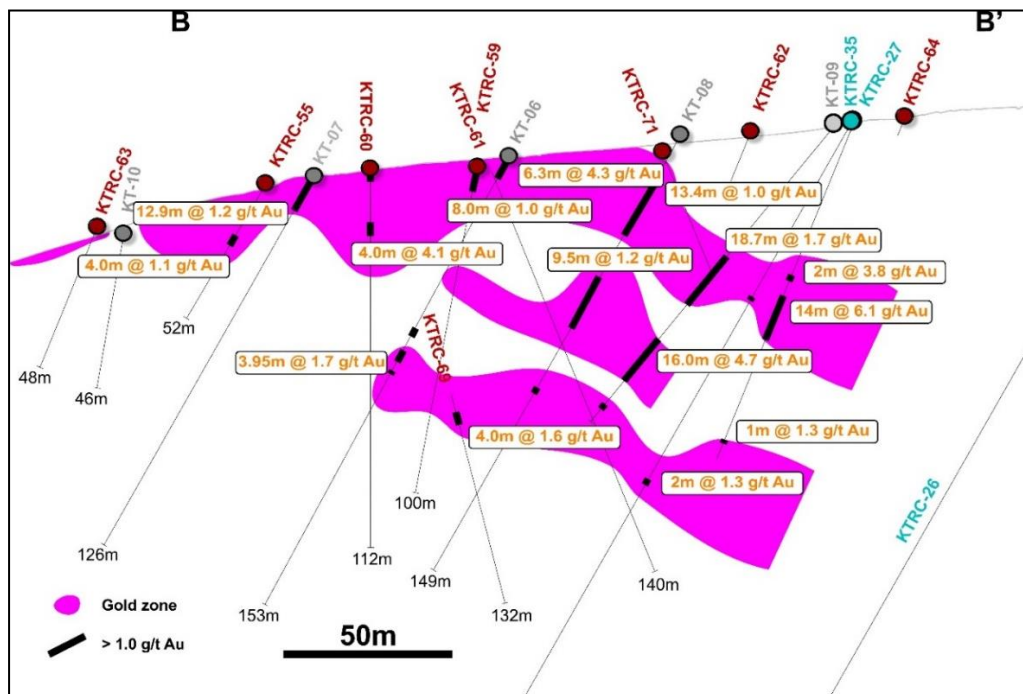 B
B'
KTRC-63
KT-10
KTRC-55
KT-07
KTRC-60
KTRC-61
KTRC-59
KT-06
KTRC-71
KT-08
KTRC-62
KT-09
KTRC-35
KTRC-27
KTRC-64
12.9m @ 1.2 g/t Au
4.0m @ 1.1 g/t Au
4.0m @ 4.1 g/t Au
8.0m @ 1.0 g/t Au
6.3m @ 4.3 g/t Au
13.4m @ 1.0 g/t Au
9.5m @ 1.2 g/t Au
18.7m @ 1.7 g/t Au
2m @ 3.8 g/t Au
14m @ 6.1 g/t Au
16.0m @ 4.7 g/t Au
3.95m @ 1.7 g/t Au
KTRC-69
4.0m @ 1.6 g/t Au
1m @ 1.3 g/t Au
2m @ 1.3 g/t Au
KTRC-26
48m
46m
52m
126m
153m
112m
100m
149m
132m
140m
Gold zone
> 1.0 g/t Au
50m